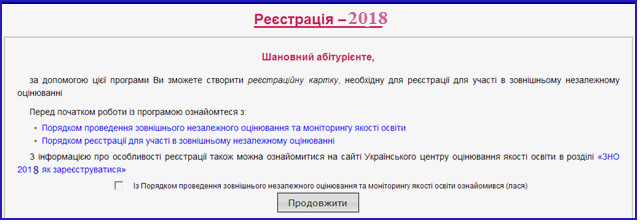 Реєстрація – 2018
Шановний абітурієнте,
за допомогою цієї програми Ви зможете створити реєстраційну картку, необхідну для реєстрації для участі в зовнішньому незалежному
оцінюванні
Перед початком роботи із програмою ознайомтеся з:
• Порядком проведення зовнішнього незалежного оцінювання та моніторингу якості освіти
• Порядком реєстрації для участі в зовнішньому незалежному оцінюванні
З інформацією про особливості реєстрації також можна ознайомитися на сайті Українського центру оцінювання якості освіти в розділі «ЗНО
2018 як зареєструватися»
Із Порядком проведення зовнішнього незалежного оцінювання та моніторингу якості освіти ознайомився (лася)
Продовжити